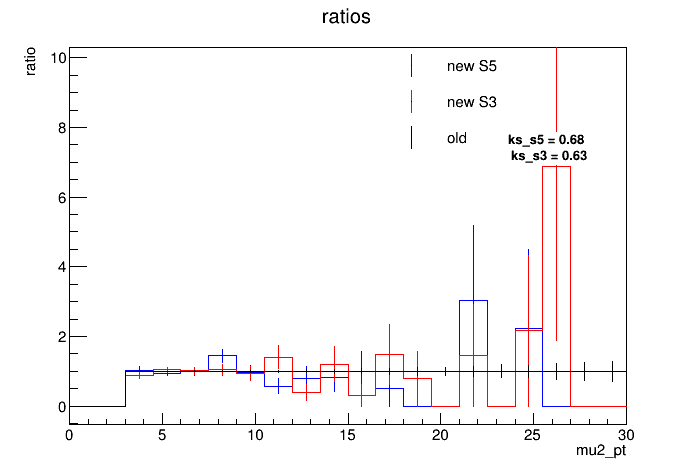 ratios
ratio
10
8
6
4
2
0
new S5
new S3
old
ks_s5 = 0.68
ks_s3 = 0.63
0 5 10 15 20 25 30
mu2_pt